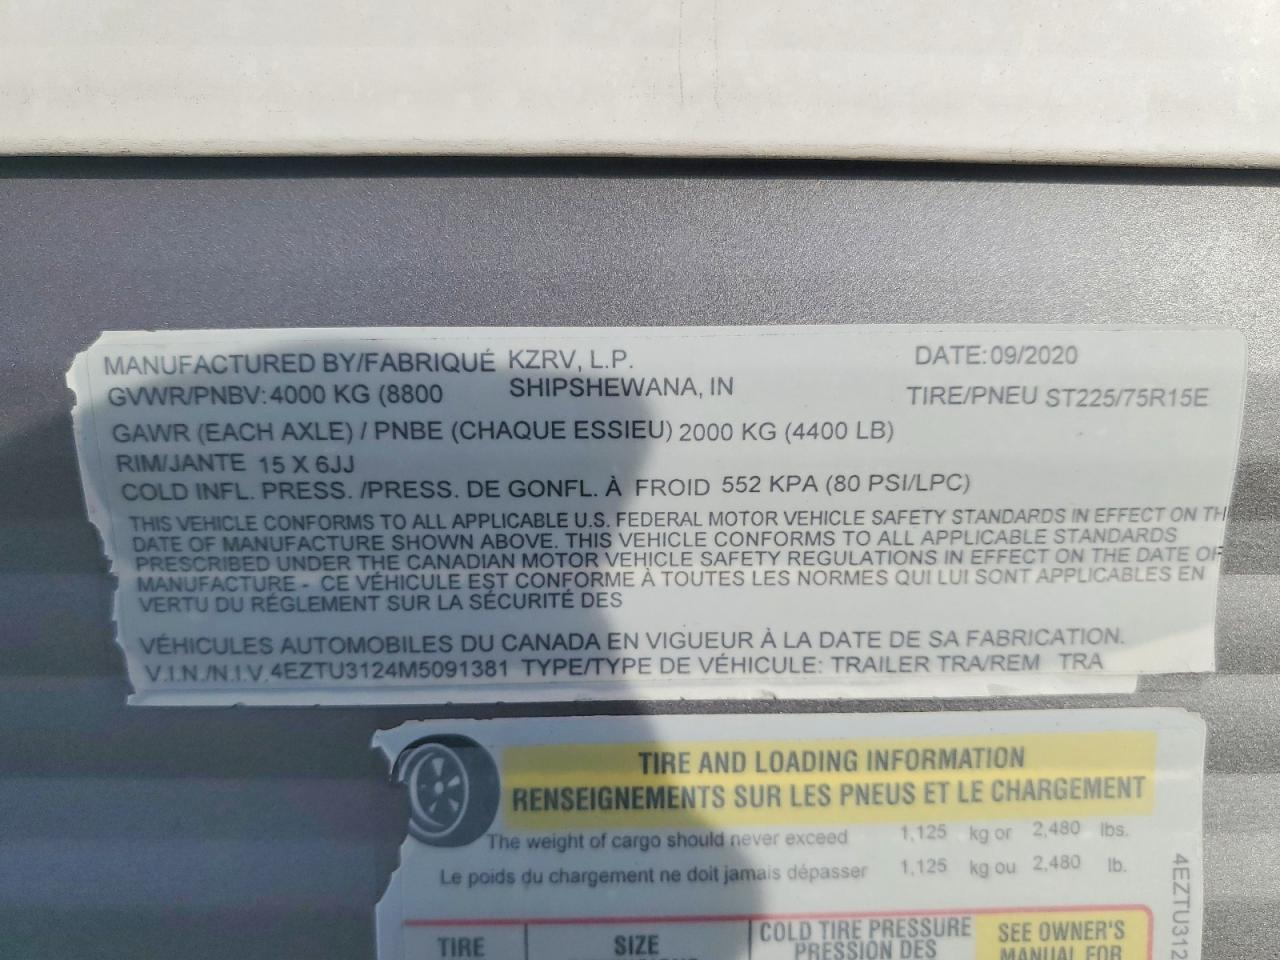 MANUFACTURED BY/FABRIQUÉ KZRV, L.P. DATE:09/2020
GVWR/PNBV: 4000 KG (8800 SHIPSHEWANA, IN TIRE/PNEU ST225/75R15E
GAWR (EACH AXLE) / PNBE (CHAQUE ESSIEU) 2000 KG (4400 LB)
RIM/JANTE 15 X 6JJ
COLD INFL. PRESS. /PRESS. DE GONFL. À FROID 552 KPA (80 PSI/LPC)
THIS VEHICLE CONFORMS TO ALL APPLICABLE U.S. FEDERAL MOTOR VEHICLE SAFETY STANDARDS IN EFFECT ON TH
DATE OF MANUFACTURE SHOWN ABOVE. THIS VEHICLE CONFORMS TO ALL APPLICABLE STANDARDS
PRESCRIBED UNDER THE CANADIAN MOTOR VEHICLE SAFETY REGULATIONS IN EFFECT ON THE DATE OF
MANUFACTURE - CE VÉHICULE EST CONFORME À TOUTES LES NORMES QUI LUI SONT APPLICABLES EN
VERTU DU RÉGLEMENT SUR LA SÉCURITÉ DES
VÉHICULES AUTOMOBILES DU CANADA EN VIGUEUR À LA DATE DE SA FABRICATION.
V.I.N./N.I.V. 4EZTU3124M5091381 TYPE/TYPE DE VÉHICULE: TRAILER TRA/REM TRA
TIRE AND LOADING INFORMATION
RENSEIGNEMENTS SUR LES PNEUS ET LE CHARGEMENT
The weight of cargo should never exceed 1,125 kg or 2,480 lbs.
Le poids du chargement ne doit jamais dépasser 1,125 kg ou 2,480 lb.
TIRE SIZE COLD TIRE PRESSURE SEE OWNER'S
PRESSION DES MANUAL FOR
4EZTU312